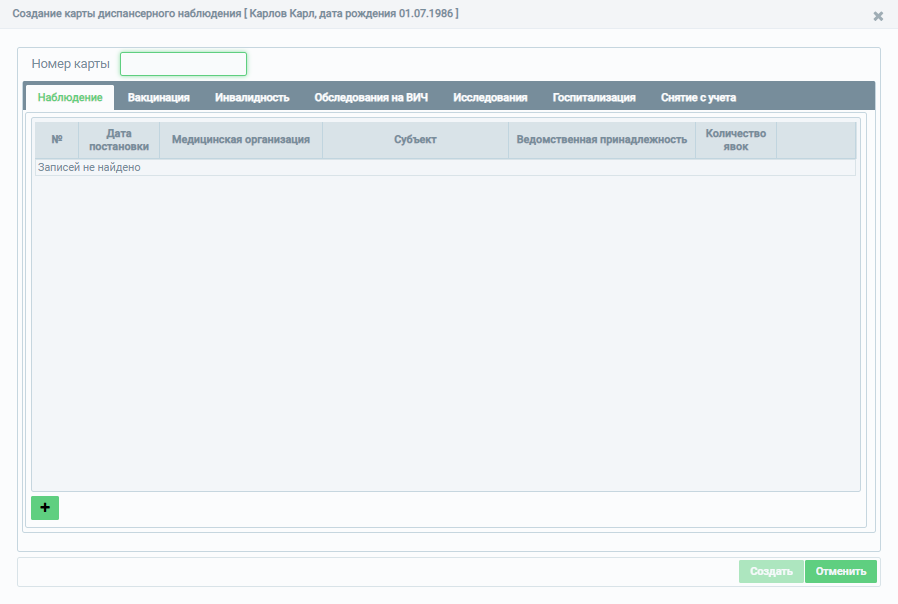 Создание карты диспансерного наблюдения [ Карлов Карл, дата рождения 01.07.1986 ]
Номер карты
Наблюдение Вакцинация Инвалидность Обследования на ВИЧ Исследования Госпитализация Снятие с учета
№ Дата постановки Медицинская организация Субъект Ведомственная принадлежность Количество явок
Записей не найдено
Создать Отменить